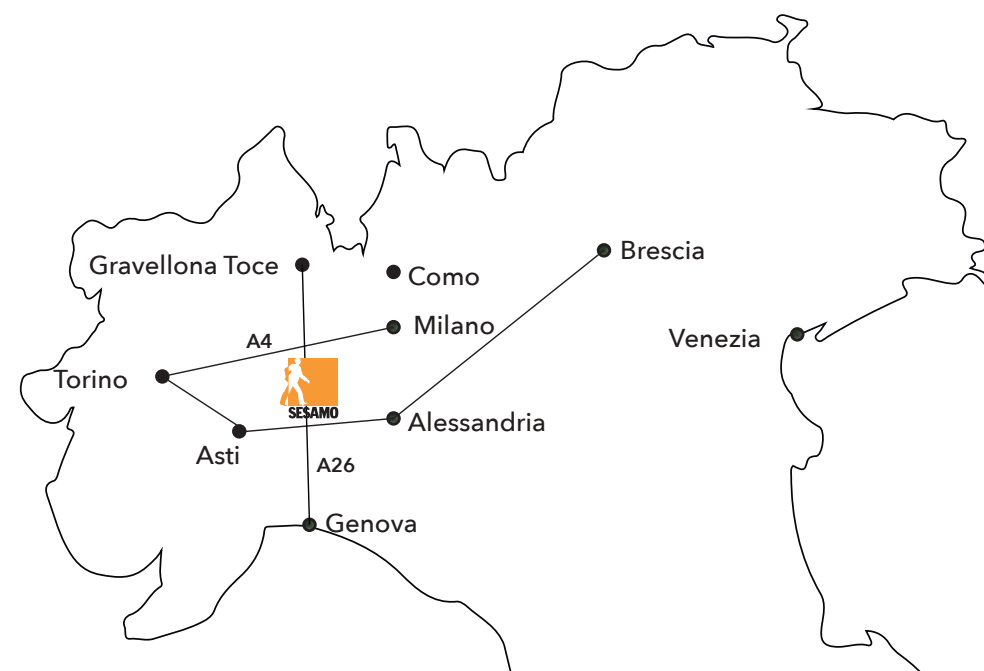 Gravellona Toce
Como
Brescia
Milano
Venezia
A4
Torino
SESAMO
Alessandria
Asti
A26
Genova